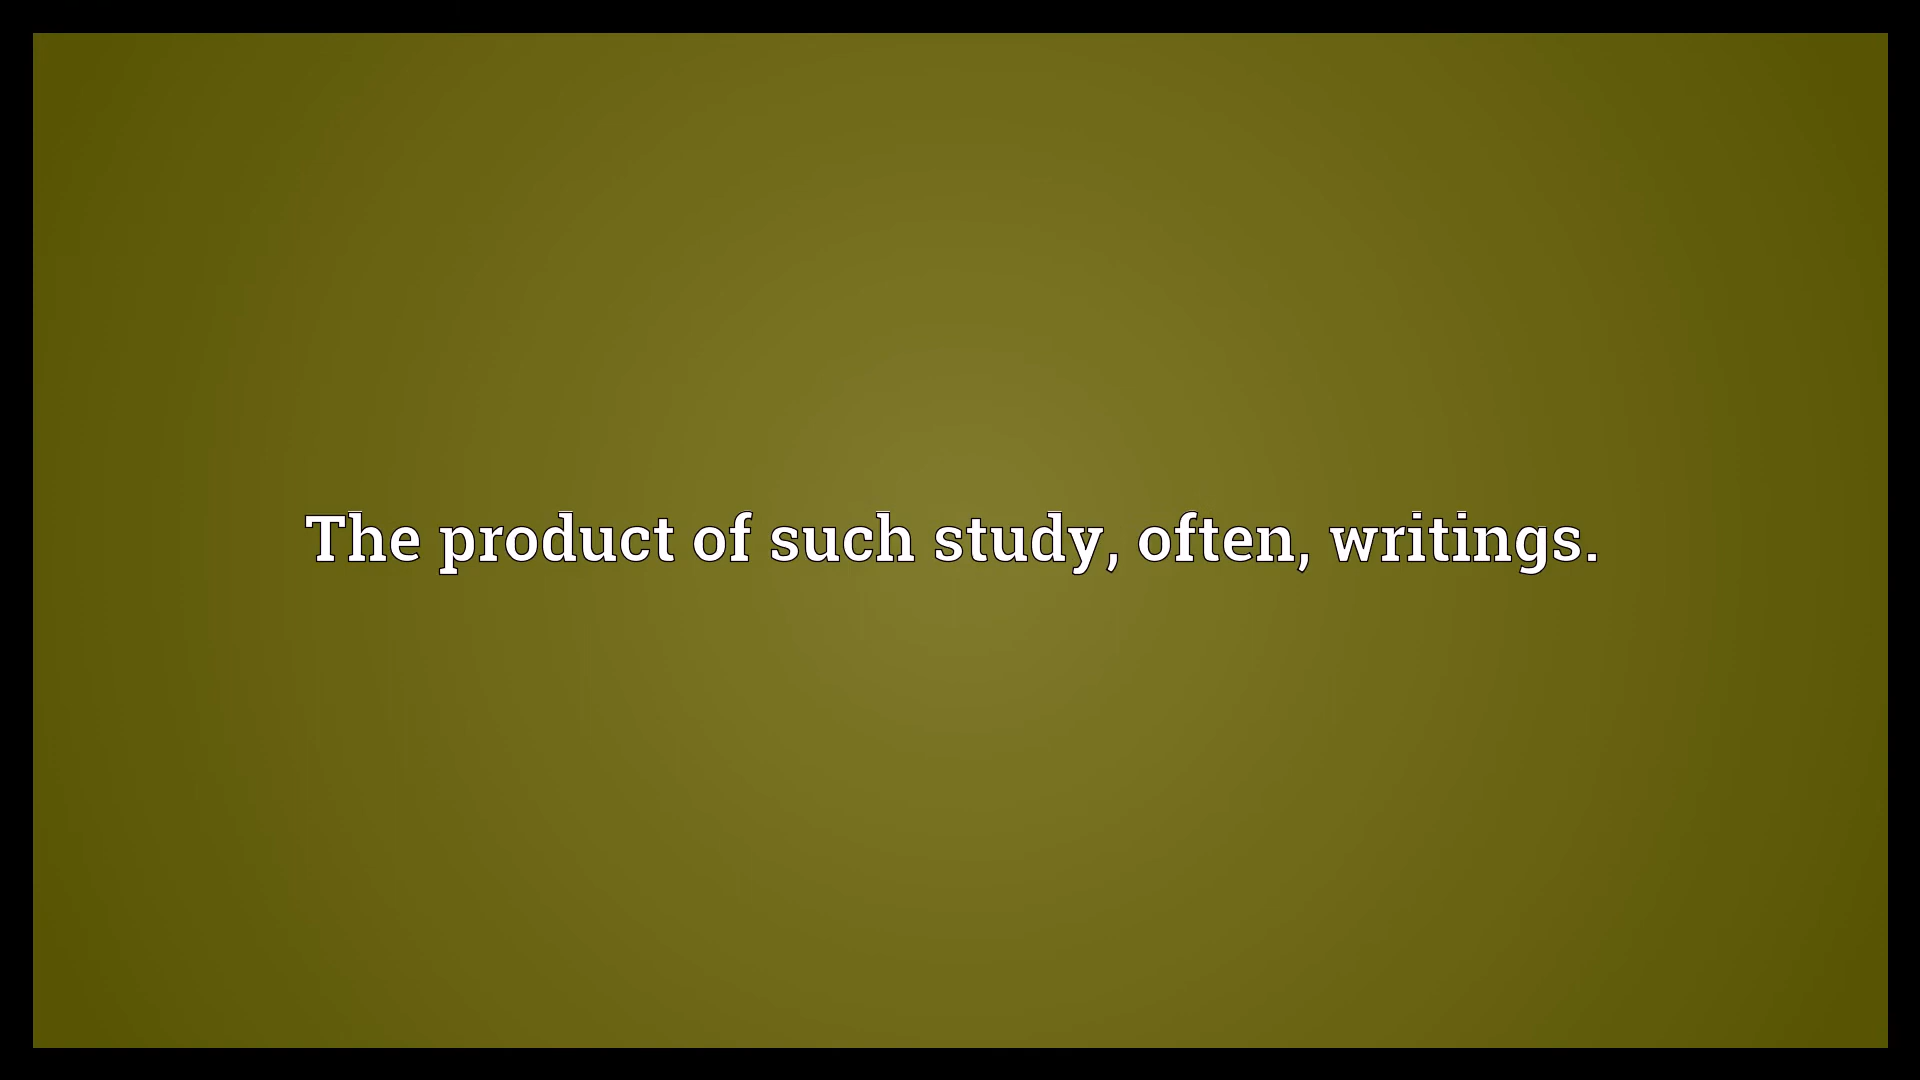 The product of such study, often, writings.